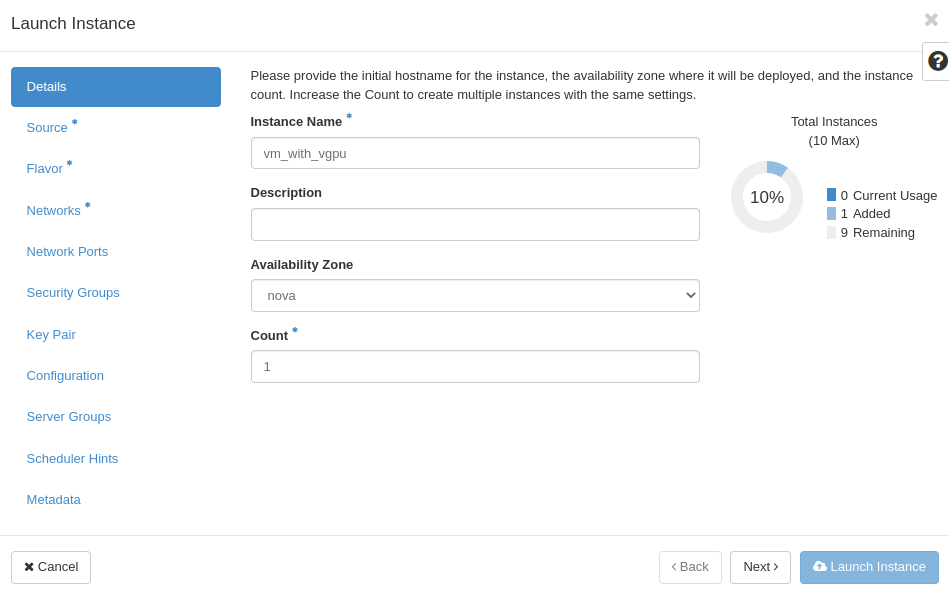 Launch Instance
Details
Source *
Flavor *
Networks *
Network Ports
Security Groups
Key Pair
Configuration
Server Groups
Scheduler Hints
Metadata
Please provide the initial hostname for the instance, the availability zone where it will be deployed, and the instance
count. Increase the Count to create multiple instances with the same settings.
Instance Name *
vm_with_vgpu
Description
Availability Zone
nova
Count *
1
Total Instances
(10 Max)
10%
0 Current Usage
1 Added
9 Remaining
Cancel
Back
Next
Launch Instance